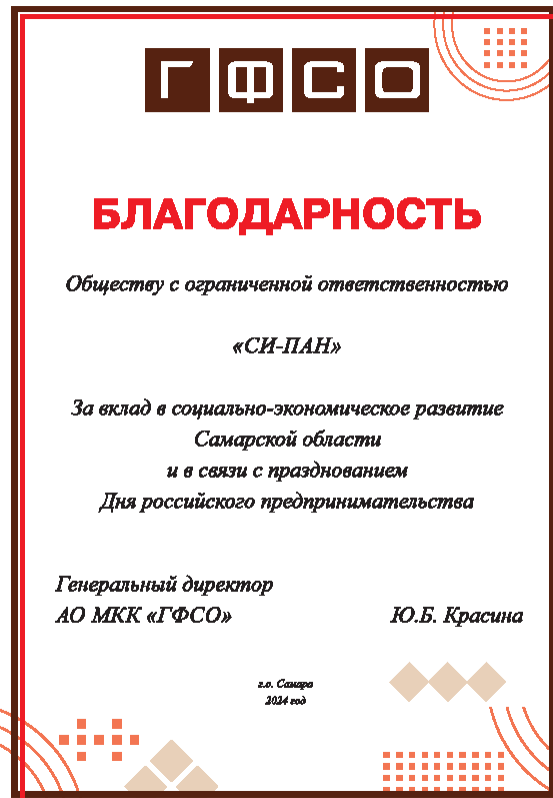 ГФСО
БЛАГОДАРНОСТЬ
Обществу с ограниченной ответственностью
«СИ-ПАН»
За вклад в социально-экономическое развитие
Самарской области
и в связи с празднованием
Дня российского предпринимательства
Генеральный директор
АО МКК «ГФСО» Ю.Б. Красина
г.о. Самара
2024 год